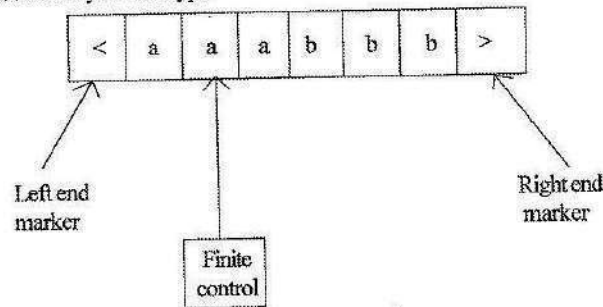 < a a a b b b >
Left end
marker
Right end
marker
Finite
control